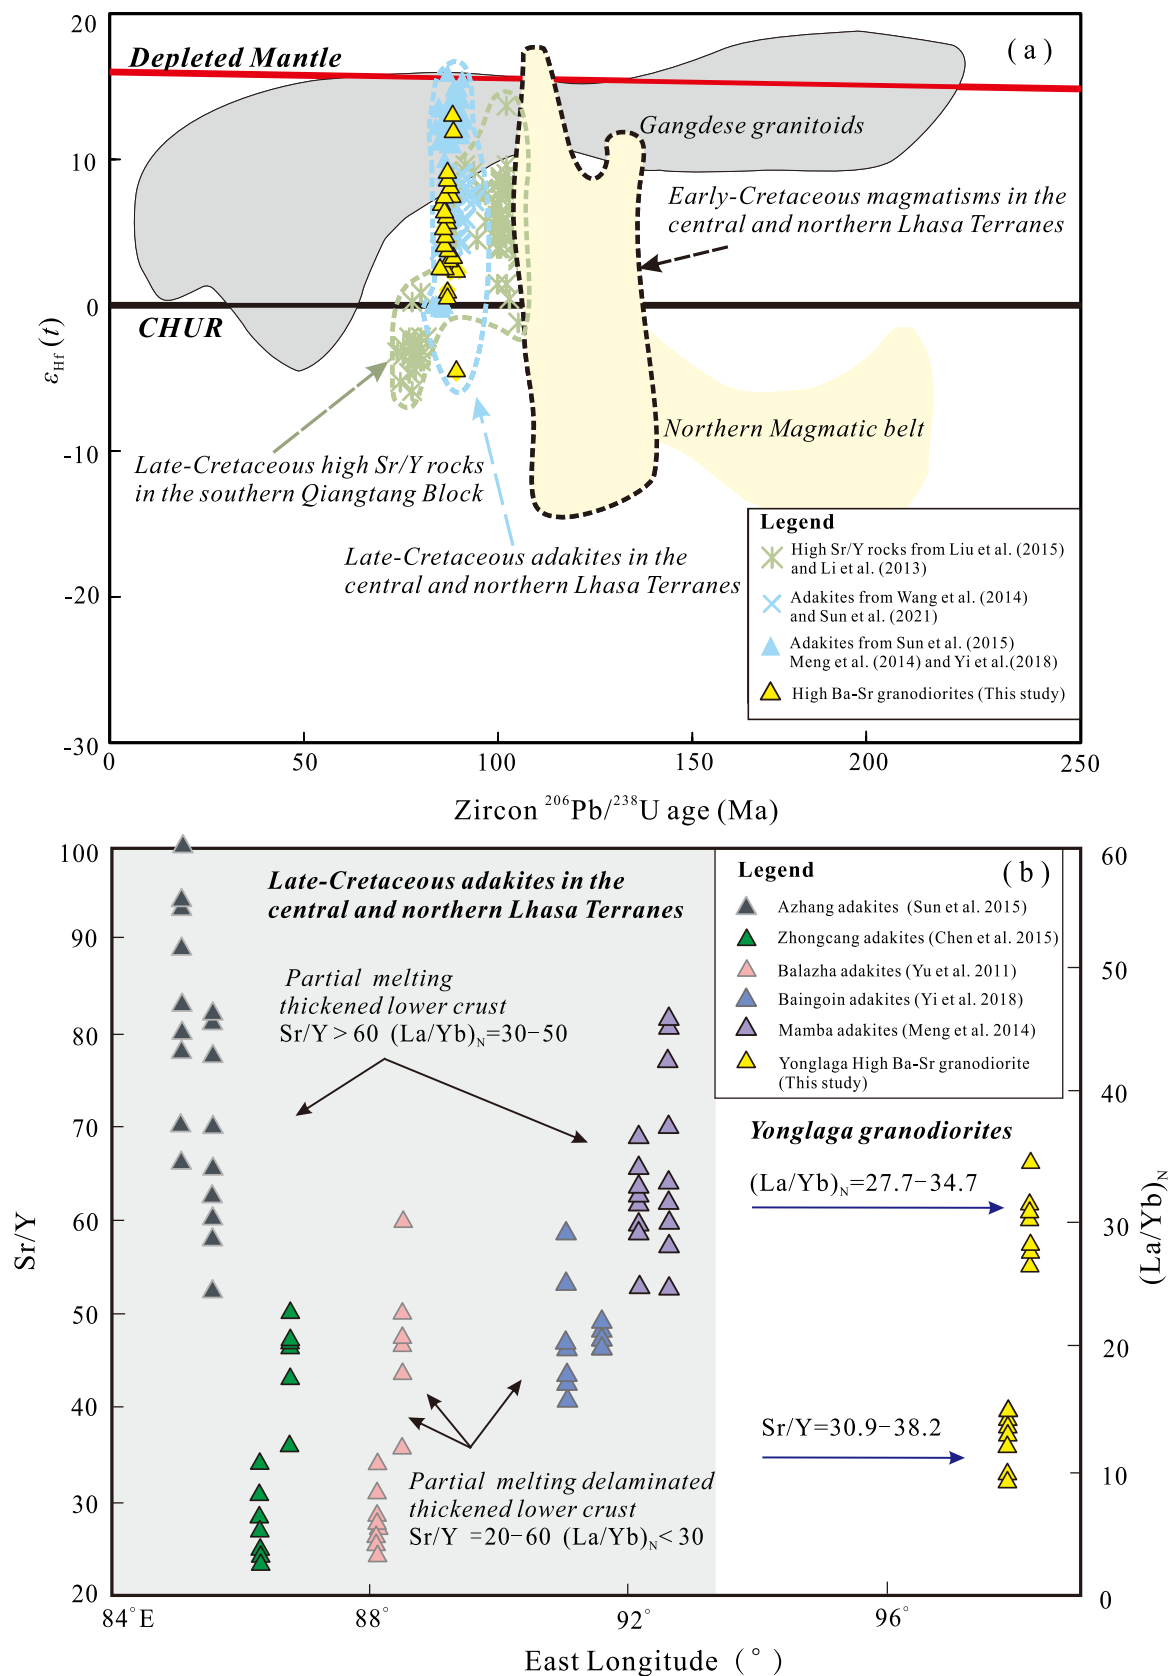 20
10
0
-10
-20
-30
εHf (t)
Depleted Mantle
(a)
Gangdese granitoids
Early-Cretaceous magmatisms in the
central and northern Lhasa Terranes
CHUR
Northern Magmatic belt
Late-Cretaceous high Sr/Y rocks
in the southern Qiangtang Block
Late-Cretaceous adakites in the
central and northern Lhasa Terranes
Legend
High Sr/Y rocks from Liu et al. (2015)
and Li et al. (2013)
Adakites from Wang et al. (2014)
and Sun et al. (2021)
Adakites from Sun et al. (2015)
Meng et al. (2014) and Yi et al.(2018)
High Ba-Sr granodiorites (This study)
0 50 100 150 200 250
Zircon ²⁰⁶Pb/²³⁸U age (Ma)
100
90
80
70
60
50
40
30
20
Sr/Y
Late-Cretaceous adakites in the
central and northern Lhasa Terranes
Partial melting
thickened lower crust
Sr/Y > 60 (La/Yb)N=30-50
(b)
Legend
Azhang adakites (Sun et al. 2015)
Zhongcang adakites (Chen et al. 2015)
Balazha adakites (Yu et al. 2011)
Baingoin adakites (Yi et al. 2018)
Mamba adakites (Meng et al. 2014)
Yonglaga High Ba-Sr granodiorite
(This study)
Yonglaga granodiorites
(La/Yb)N=27.7-34.7
Sr/Y=30.9-38.2
Partial melting delaminated
thickened lower crust
Sr/Y =20-60 (La/Yb)N< 30
60
50
40
30
20
10
0
(La/Yb)N
84°E 88° 92° 96°
East Longitude (°)